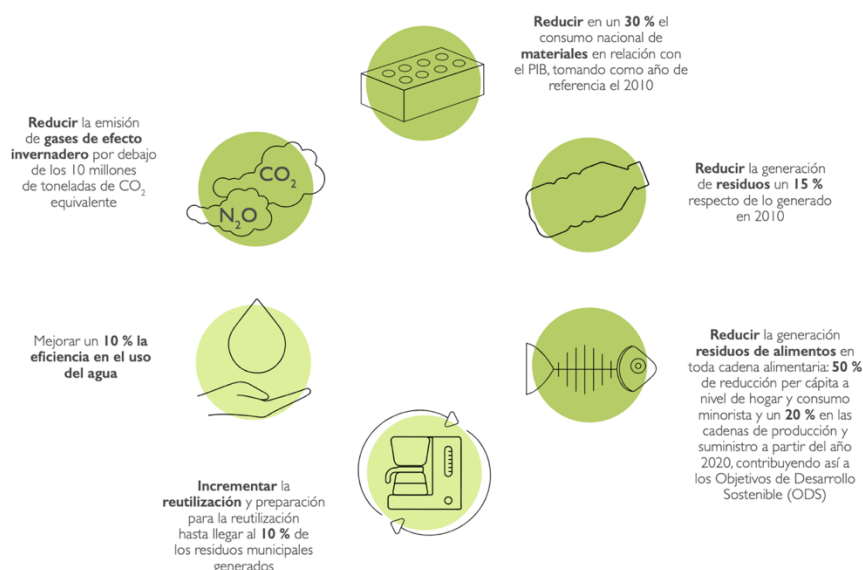 Reducir en un 30 % el
consumo nacional de
materiales en relación con
el PIB, tomando como año de
referencia el 2010
Reducir la emisión
de gases de efecto
invernadero por debajo
de los 10 millones
de toneladas de CO₂
equivalente
CO₂
N₂O
Reducir la generación
de residuos un 15 %
respecto de lo generado
en 2010
Mejorar un 10 % la
eficiencia en el uso
del agua
Reducir la generación
residuos de alimentos en
toda cadena alimentaria: 50 %
de reducción per cápita a
nivel de hogar y consumo
minorista y un 20 % en las
cadenas de producción y
suministro a partir del año
2020, contribuyendo así a
los Objetivos de Desarrollo
Sostenible (ODS)
Incrementar la
reutilización y preparación
para la reutilización
hasta llegar al 10 % de
los residuos municipales
generados